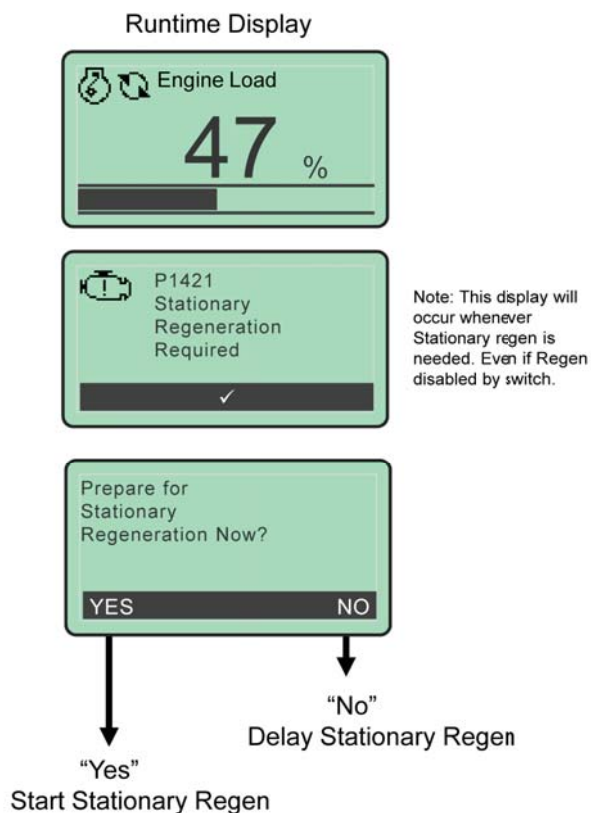 Runtime Display
Engine Load
47 %
P1421
Stationary
Regeneration
Required
✓
Note: This display will
occur whenever
Stationary regen is
needed. Even if Regen
disabled by switch.
Prepare for
Stationary
Regeneration Now?
YES NO
“No”
Delay Stationary Regen
“Yes”
Start Stationary Regen